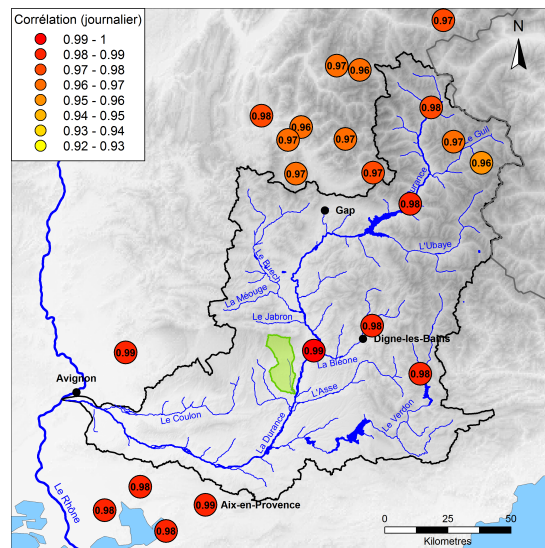 Corrélation (journalier)
0.99 - 1
0.98 - 0.99
0.97 - 0.98
0.96 - 0.97
0.95 - 0.96
0.94 - 0.95
0.93 - 0.94
0.92 - 0.93
N
0.97
0.97
0.96
0.98
0.98
0.96
0.97
0.97
0.97
Le Guil
0.96
0.97
0.97
Durance
0.98
Gap
L'Ubaye
Le Buech
La Méouge
Le Jabron
0.98
Digne-les-Bains
0.99
0.99
La Bléone
0.98
Avignon
L'Asse
Le Verdon
Le Coulon
La Durance
0.98
Le Rhône
0.98
0.99
Aix-en-Provence
0.98
0
25
50
Kilometres